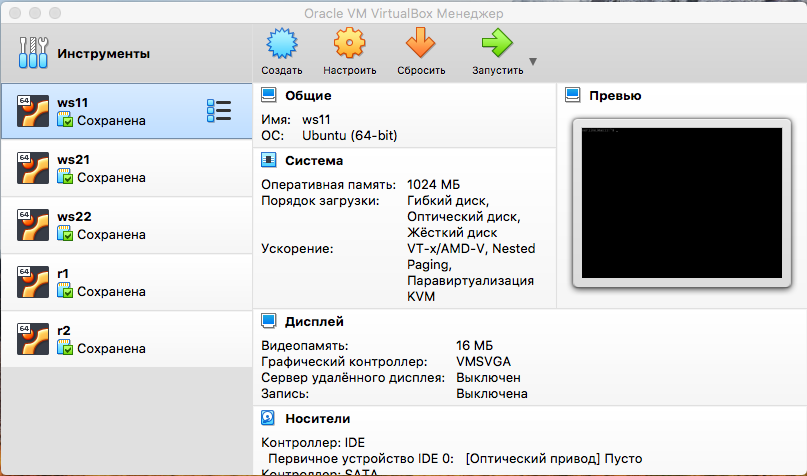 Oracle VM VirtualBox Менеджер
Инструменты
Создать
Настроить
Сбросить
Запустить
64
ws11
Сохранена
64
ws21
Сохранена
64
ws22
Сохранена
64
r1
Сохранена
64
r2
Сохранена
Общие
Имя: ws11
ОС: Ubuntu (64-bit)
Система
Оперативная память: 1024 МБ
Порядок загрузки: Гибкий диск,
Оптический диск,
Жёсткий диск
Ускорение: VT-x/AMD-V, Nested
Paging,
Паравиртуализация
KVM
Дисплей
Видеопамять: 16 МБ
Графический контроллер: VMSVGA
Сервер удалённого дисплея: Выключен
Запись: Выключена
Носители
Контроллер: IDE
Первичное устройство IDE 0: [Оптический привод] Пусто
Контроллер: SATA
Превью